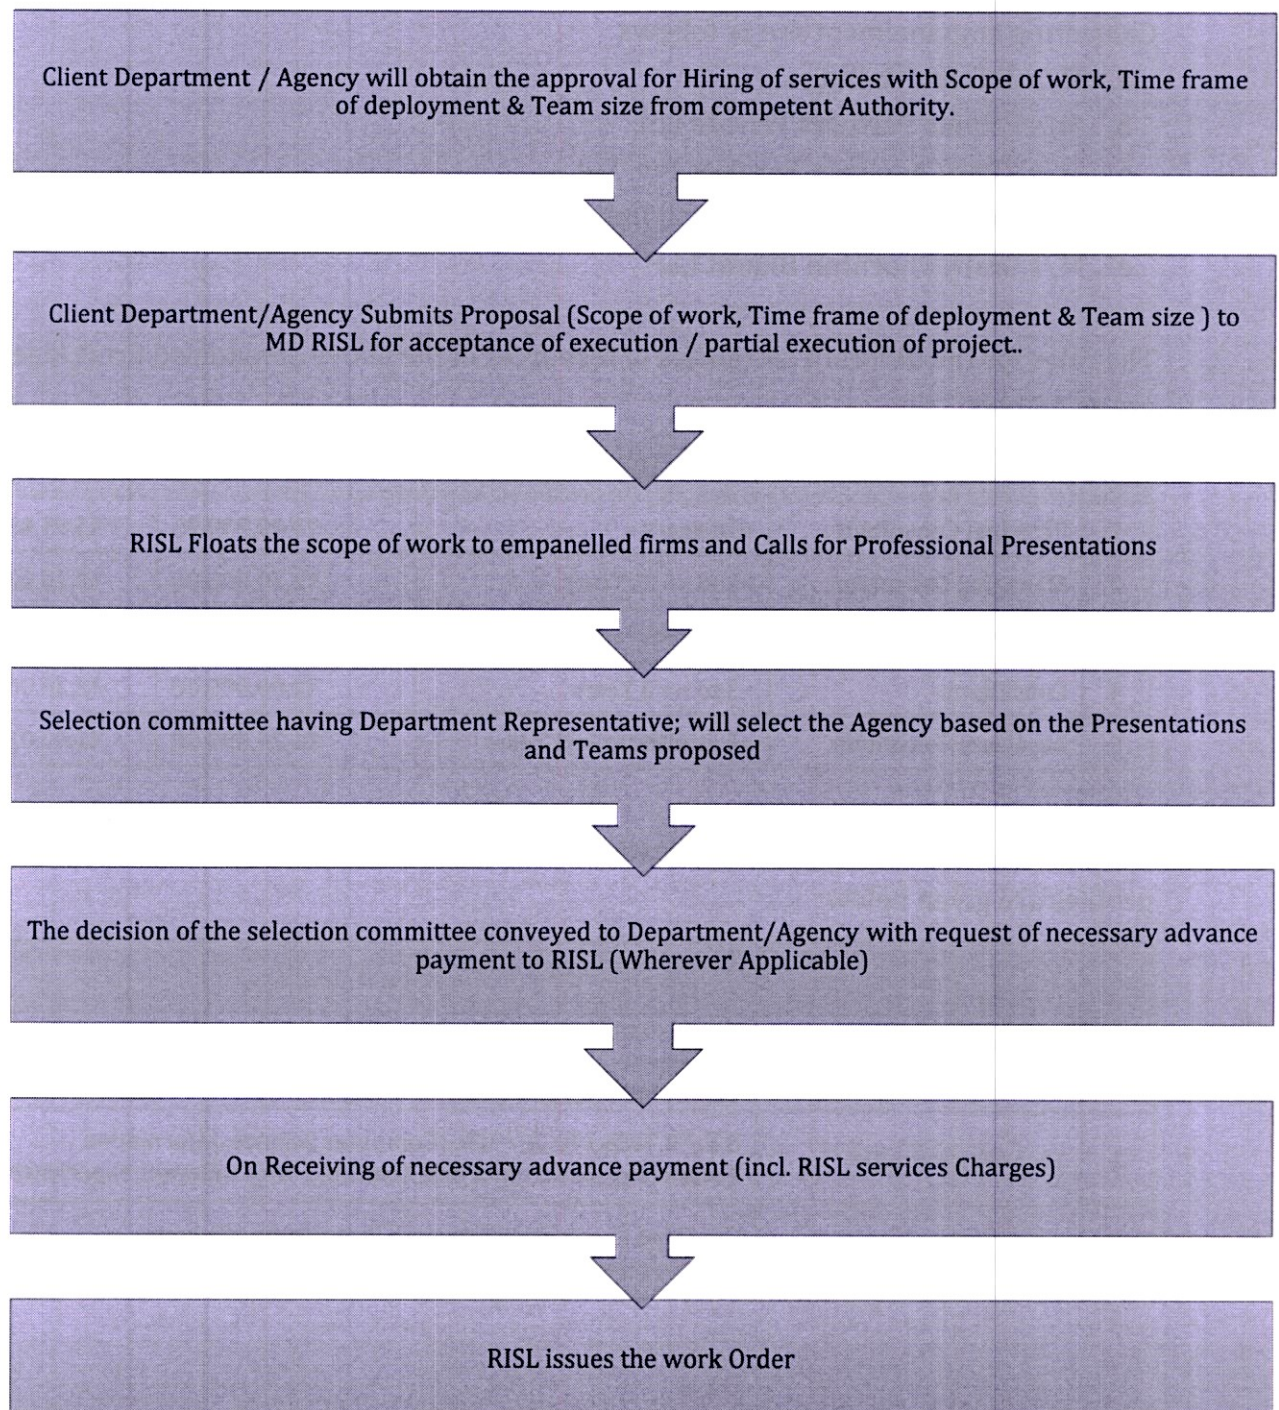 Client Department / Agency will obtain the approval for Hiring of services with Scope of work, Time frame
of deployment & Team size from competent Authority.
Client Department/Agency Submits Proposal (Scope of work, Time frame of deployment & Team size ) to
MD RISL for acceptance of execution / partial execution of project..
RISL Floats the scope of work to empanelled firms and Calls for Professional Presentations
Selection committee having Department Representative; will select the Agency based on the Presentations
and Teams proposed
The decision of the selection committee conveyed to Department/Agency with request of necessary advance
payment to RISL (Wherever Applicable)
On Receiving of necessary advance payment (incl. RISL services Charges)
RISL issues the work Order